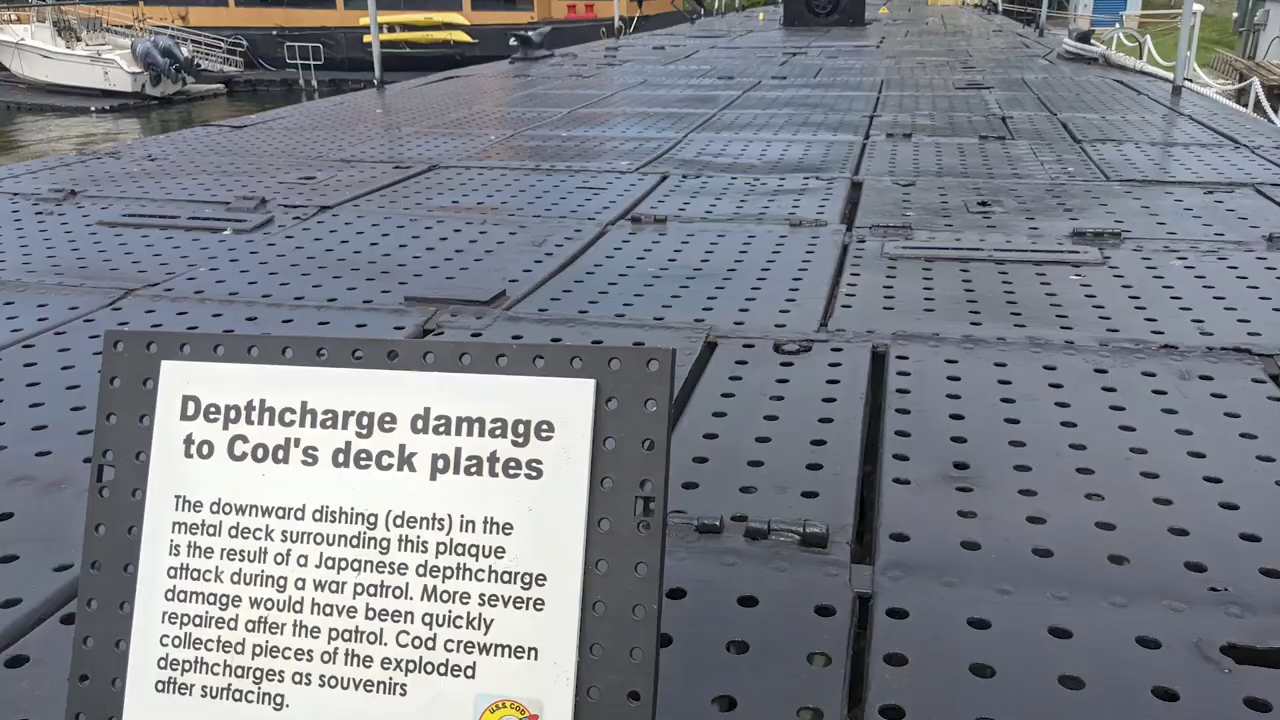 Depthcharge damage
to Cod's deck plates
The downward dishing (dents) in the
metal deck surrounding this plaque
is the result of a Japanese depthcharge
attack during a war patrol. More severe
damage would have been quickly
repaired after the patrol. Cod crewmen
collected pieces of the exploded
depthcharges as souvenirs
after surfacing.
U.S.S. COD